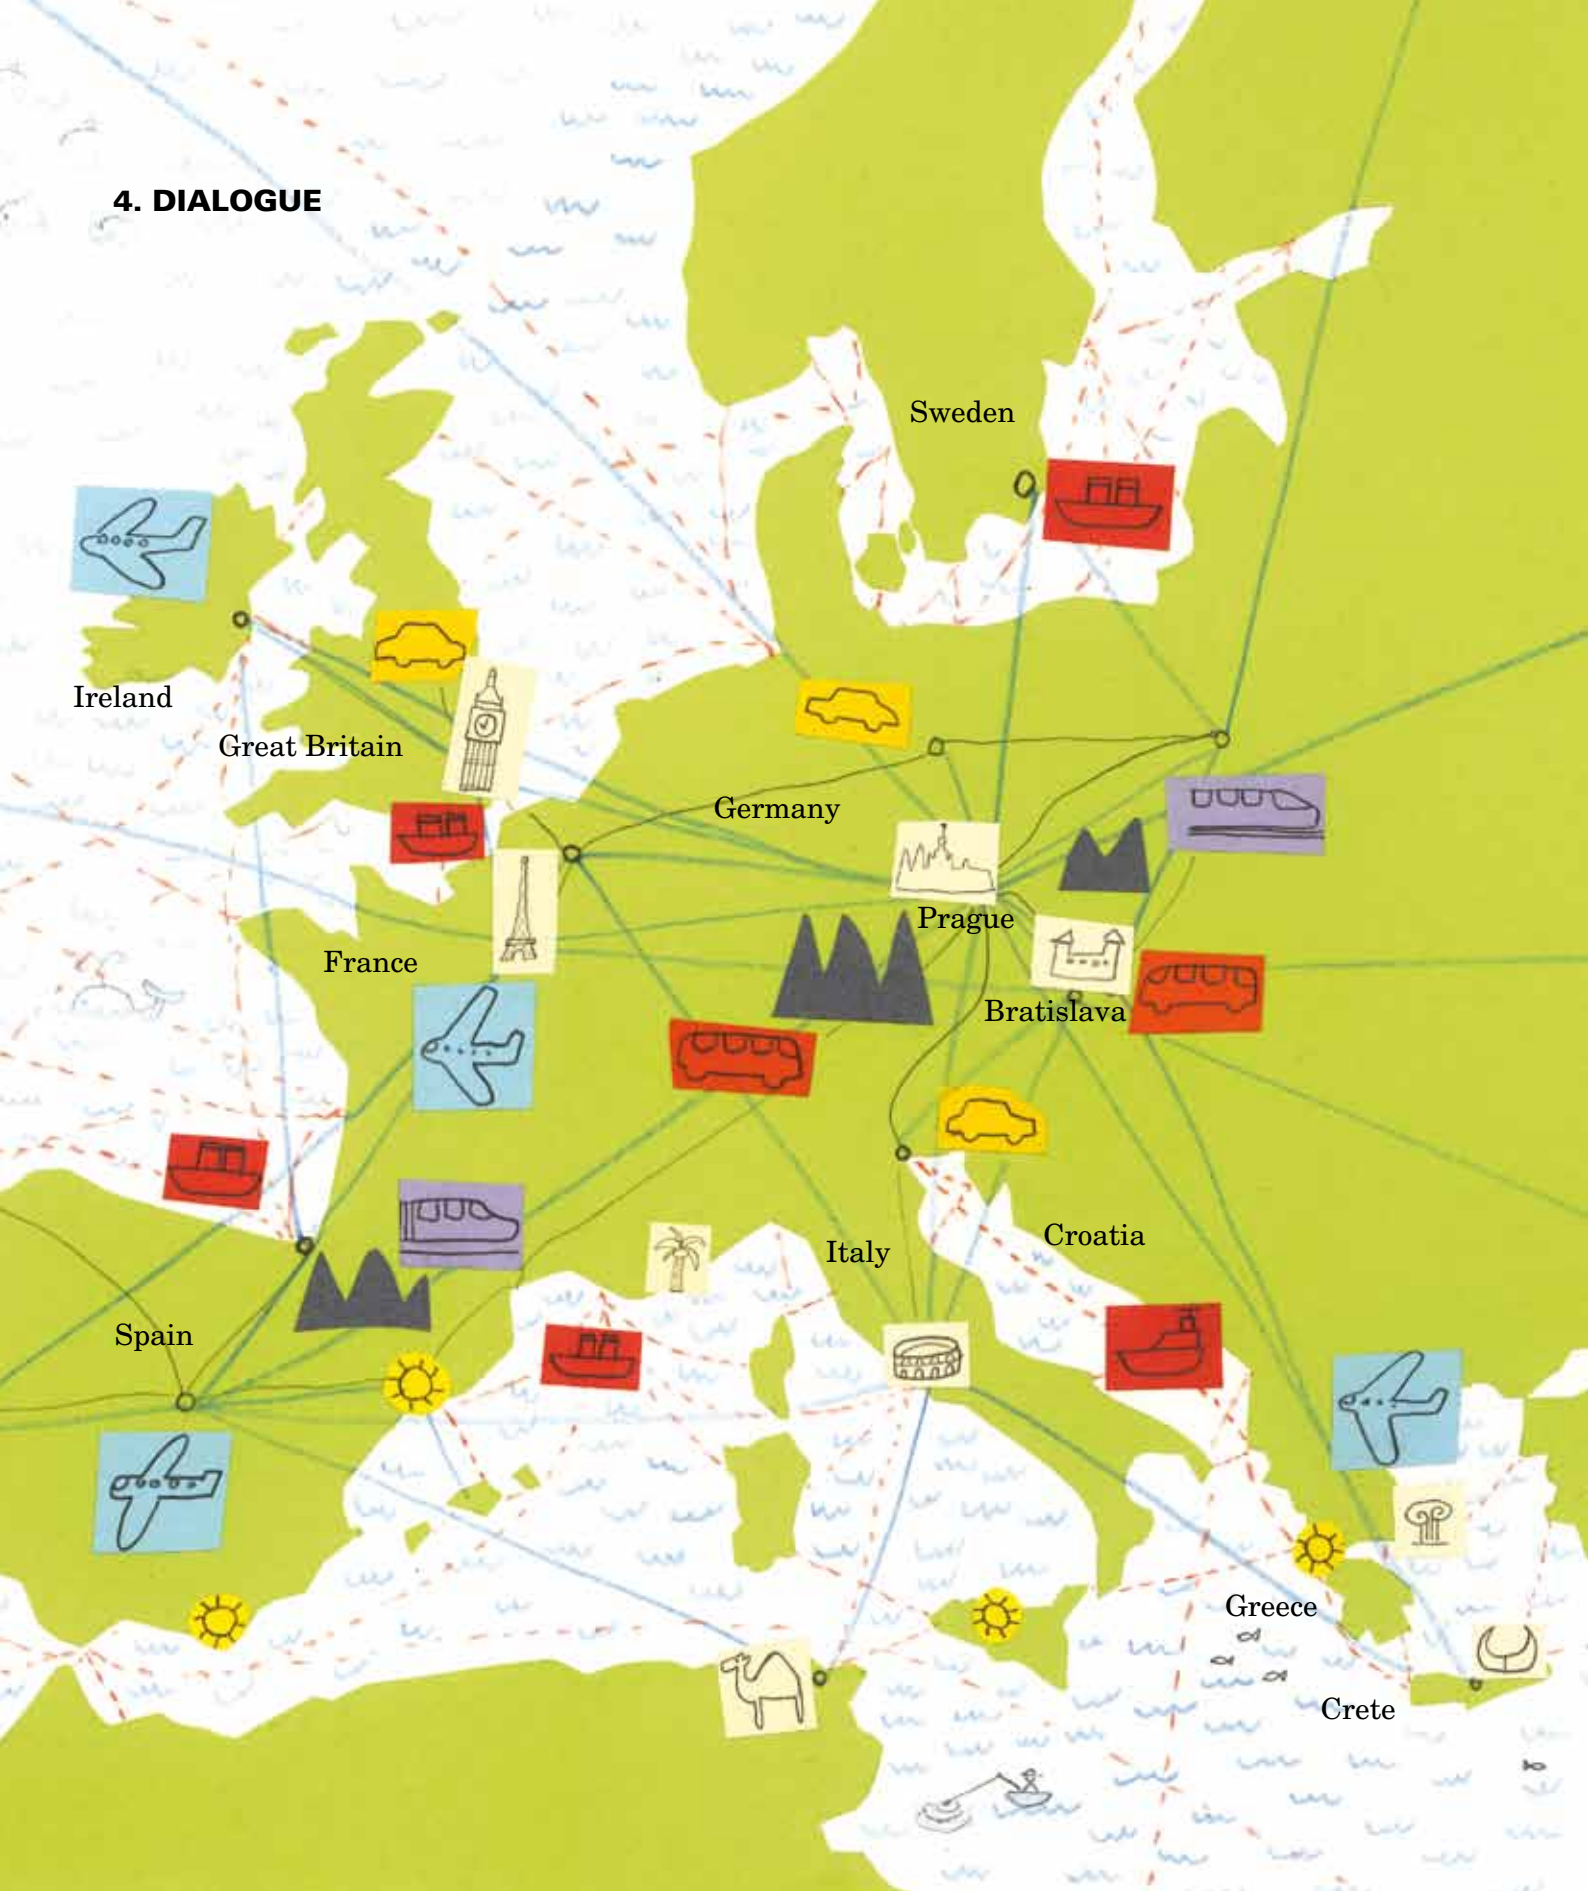 4. DIALOGUE
Sweden
Ireland
Great Britain
Germany
Prague
France
Bratislava
Croatia
Italy
Spain
Greece
Crete